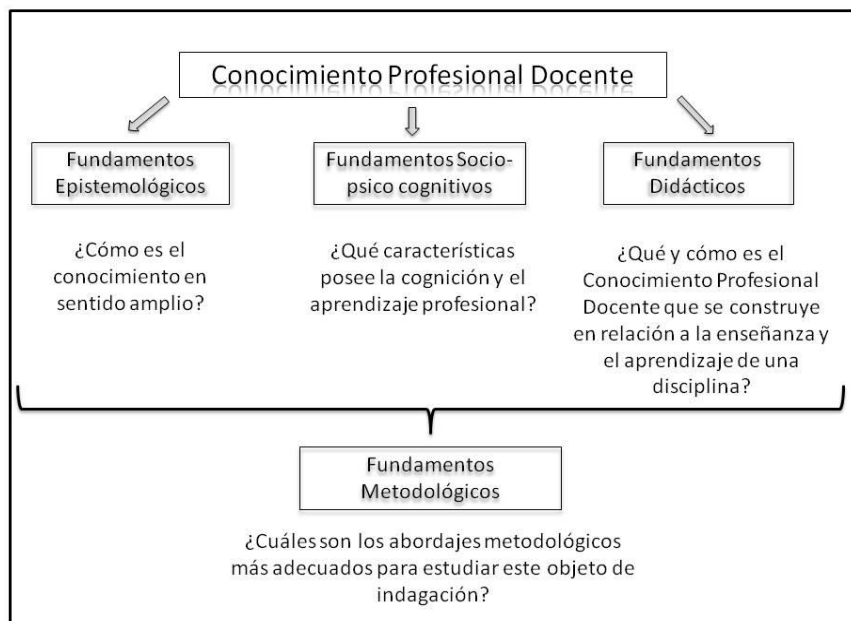 Conocimiento Profesional Docente
Fundamentos
Epistemológicos
Fundamentos Socio-
psico cognitivos
Fundamentos
Didácticos
¿Cómo es el
conocimiento en
sentido amplio?
¿Qué características
posee la cognición y el
aprendizaje profesional?
¿Qué y cómo es el
Conocimiento Profesional
Docente que se construye
en relación a la enseñanza y
el aprendizaje de una
disciplina?
Fundamentos
Metodológicos
¿Cuáles son los abordajes metodológicos
más adecuados para estudiar este objeto de
indagación?